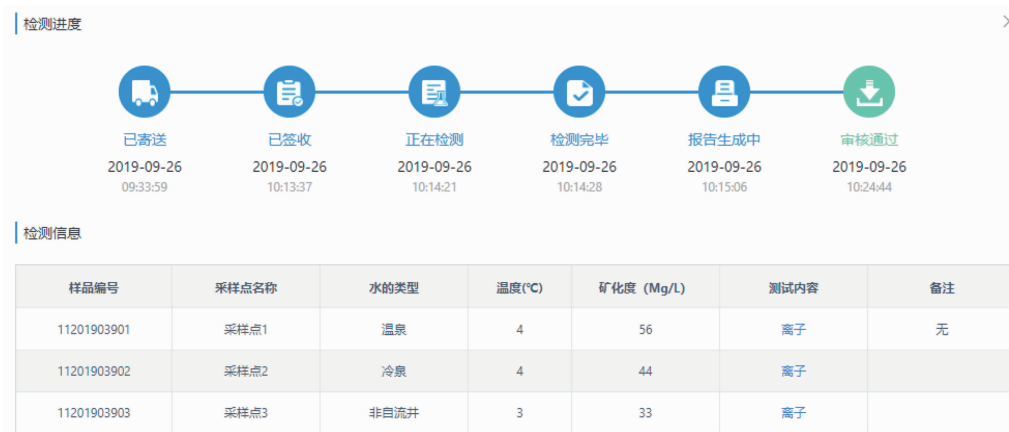 检测进度
已寄送 已签收 正在检测 检测完毕 报告生成中 审核通过
2019-09-26 2019-09-26 2019-09-26 2019-09-26 2019-09-26 2019-09-26
09:33:59 10:13:37 10:14:21 10:14:28 10:15:06 10:24:44
检测信息
样品编号 采样点名称 水的类型 温度(℃) 矿化度 (Mg/L) 测试内容 备注
11201903901 采样点1 温泉 4 56 离子 无
11201903902 采样点2 冷泉 4 44 离子
11201903903 采样点3 非自流井 3 33 离子